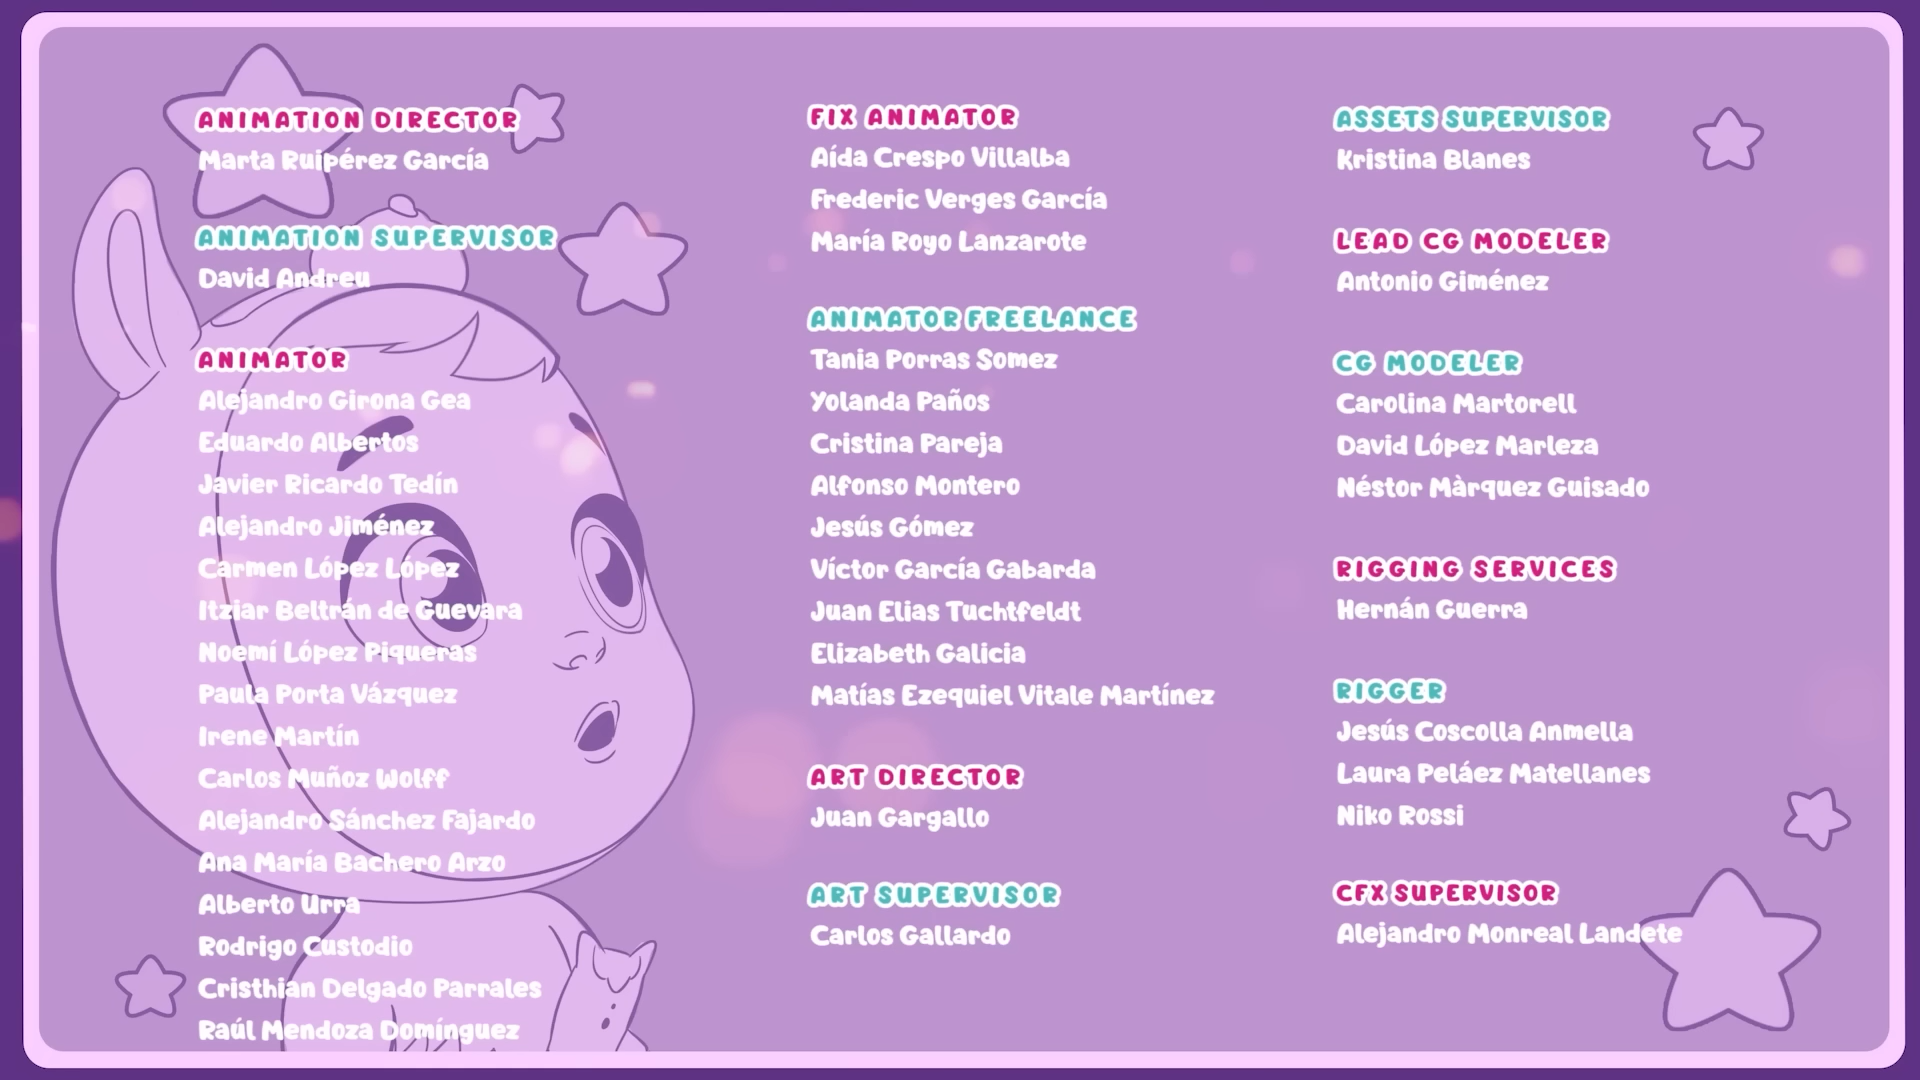 ANIMATION DIRECTOR
Marta Ruipérez García
ANIMATION SUPERVISOR
David Andreu
ANIMATOR
Alejandro Girona Gea
Eduardo Albertos
Javier Ricardo Tedín
Alejandro Jiménez
Carmen López López
Itziar Beltrán de Guevara
Noemí López Piqueras
Paula Porta Vázquez
Irene Martín
Carlos Muñoz Wolff
Alejandro Sánchez Fajardo
Ana María Bachero Arzo
Alberto Urra
Rodrigo Custodio
Cristhian Delgado Parrales
Raúl Mendoza Domínguez
FIX ANIMATOR
Aída Crespo Villalba
Frederic Verges García
María Royo Lanzarote
ANIMATOR FREELANCE
Tania Porras Somez
Yolanda Paños
Cristina Pareja
Alfonso Montero
Jesús Gómez
Víctor García Gabarda
Juan Elias Tuchtfeldt
Elizabeth Galicia
Matías Ezequiel Vitale Martínez
ART DIRECTOR
Juan Gargallo
ART SUPERVISOR
Carlos Gallardo
ASSETS SUPERVISOR
Kristina Blanes
LEAD CG MODELER
Antonio Giménez
CG MODELER
Carolina Martorell
David López Marleza
Néstor Màrquez Guisado
RIGGING SERVICES
Hernán Guerra
RIGGER
Jesús Coscolla Anmella
Laura Peláez Matellanes
Niko Rossi
CFX SUPERVISOR
Alejandro Monreal Landete